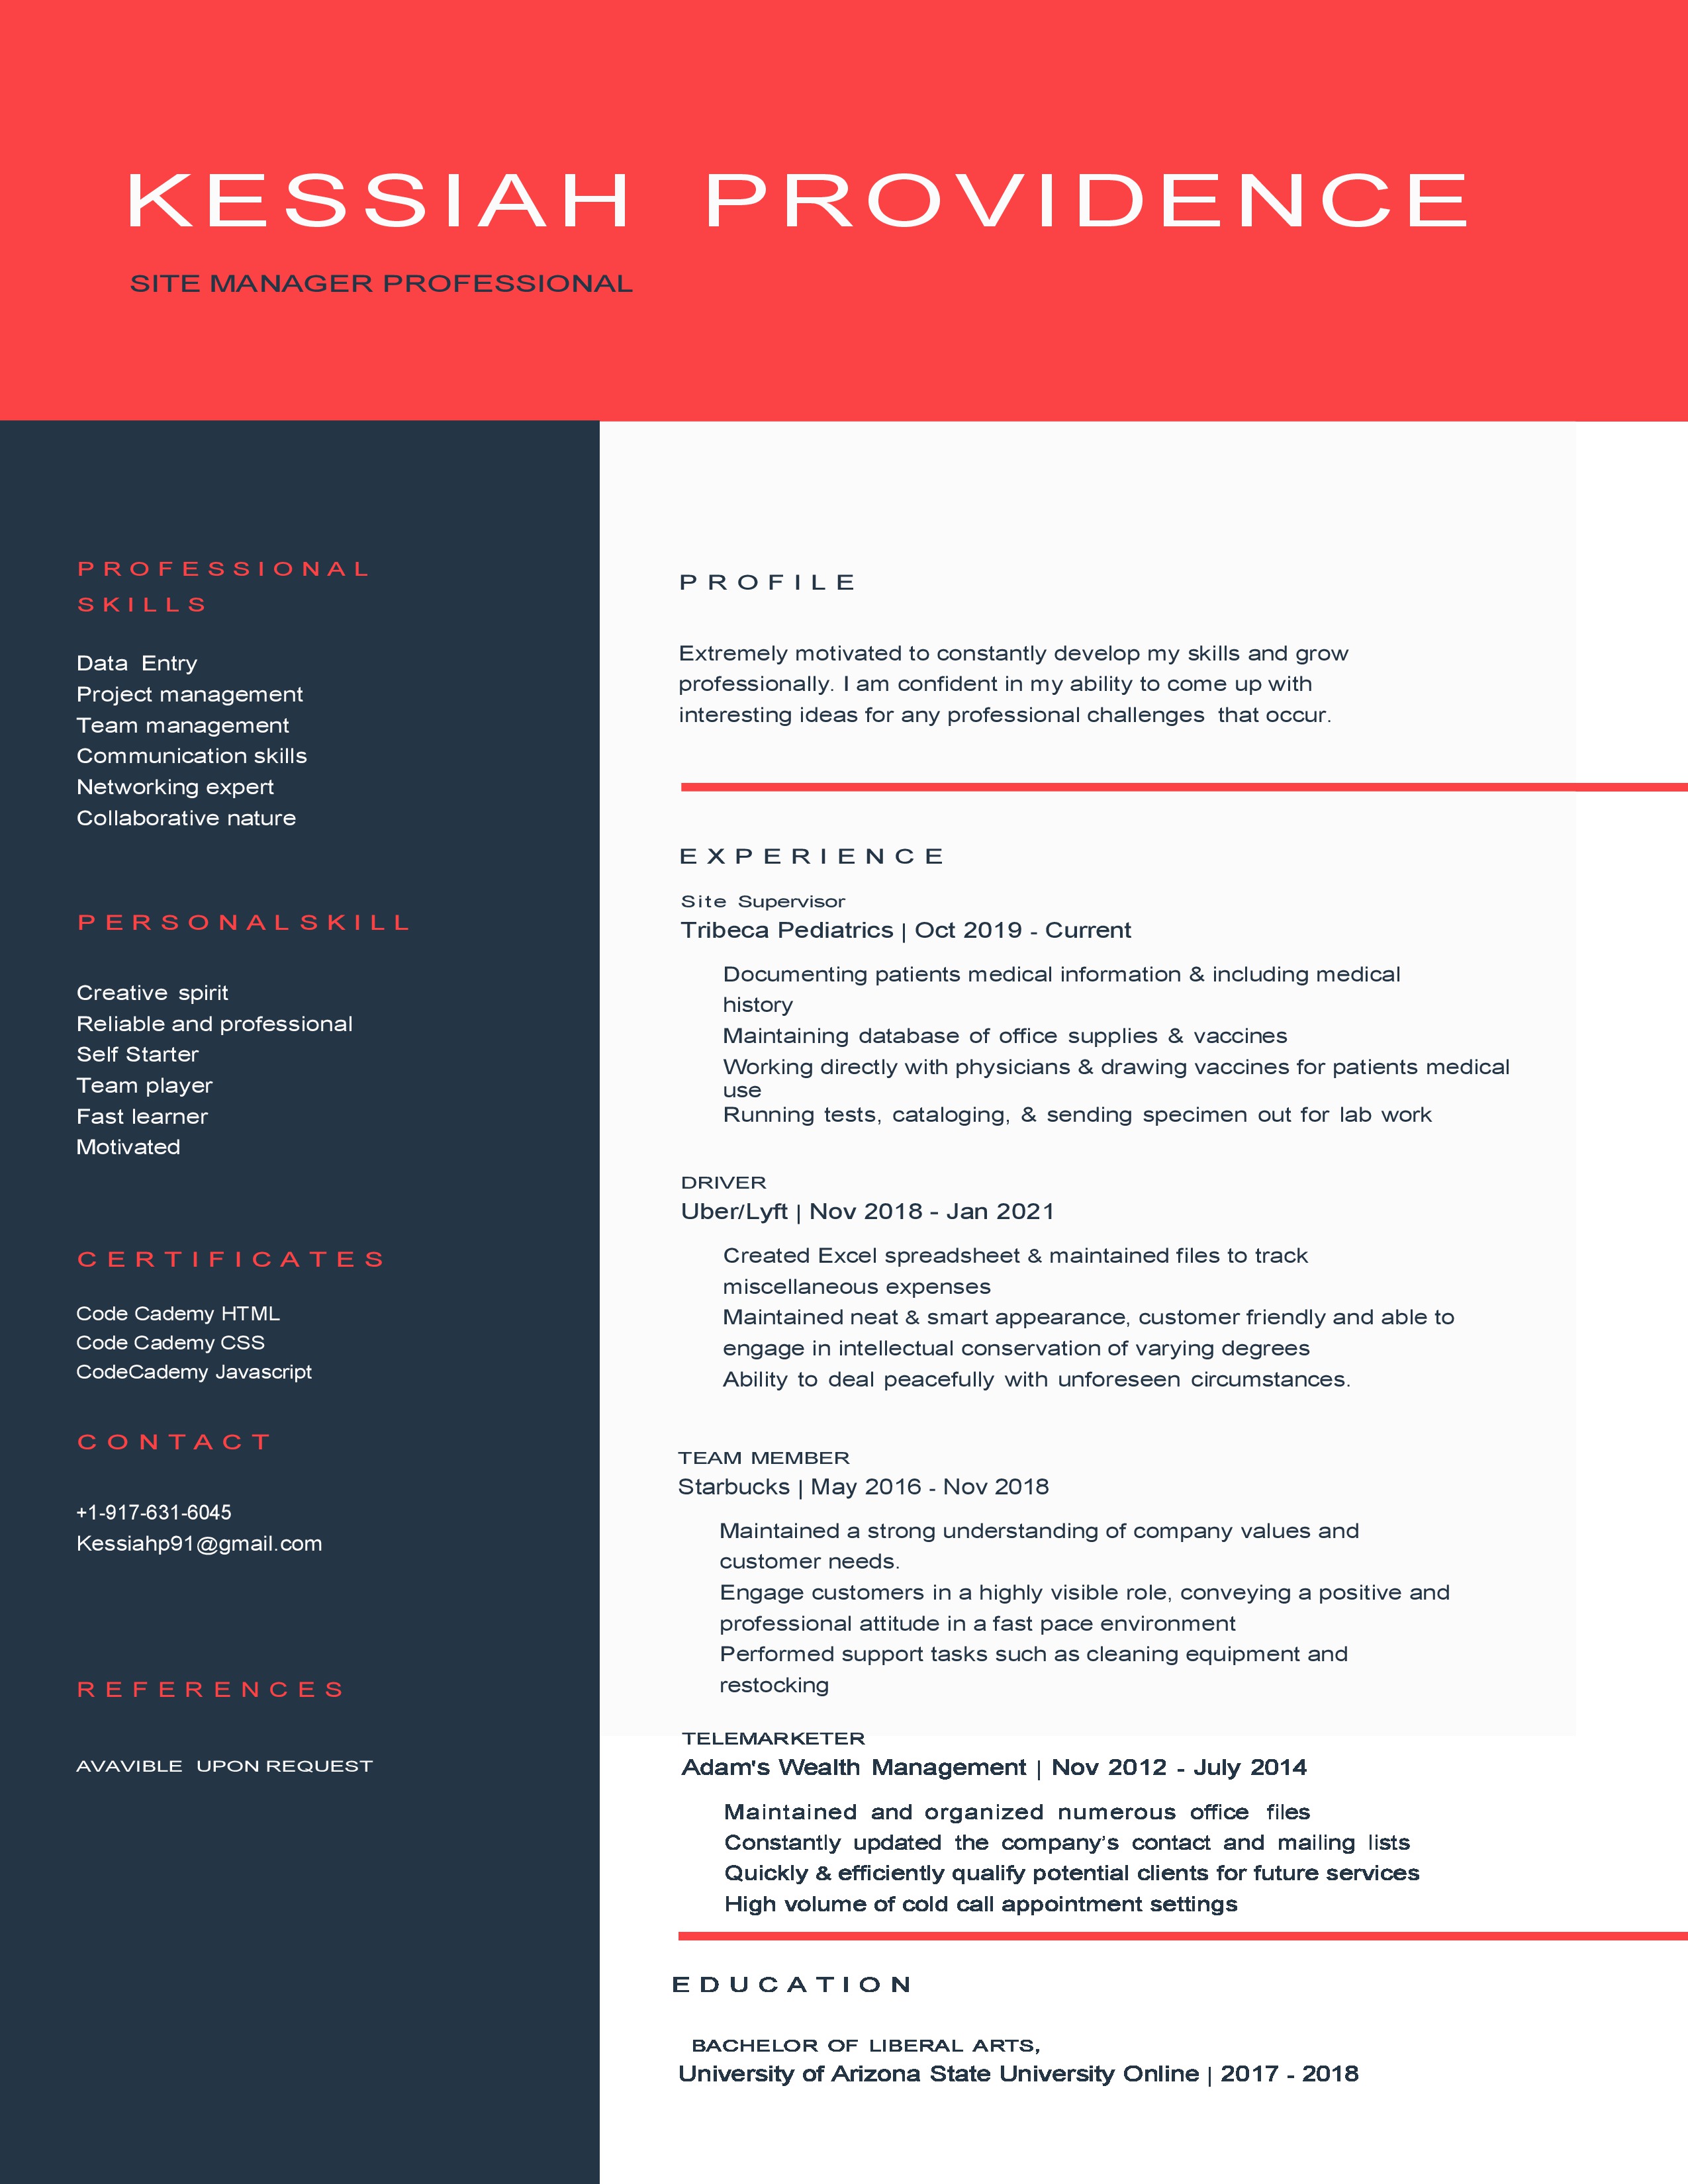 KESSIAH PROVIDENCE
SITE MANAGER PROFESSIONAL
PROFESSIONAL
SKILLS
Data Entry
Project management
Team management
Communication skills
Networking expert
Collaborative nature
PERSONALSKILL
Creative spirit
Reliable and professional
Self Starter
Team player
Fast learner
Motivated
CERTIFICATES
Code Cademy HTML
Code Cademy CSS
CodeCademy Javascript
CONTACT
+1-917-631-6045
Kessiahp91@gmail.com
REFERENCES
AVAVIBLE UPON REQUEST
PROFILE
Extremely motivated to constantly develop my skills and grow
professionally. I am confident in my ability to come up with
interesting ideas for any professional challenges that occur.
EXPERIENCE
Site Supervisor
Tribeca Pediatrics | Oct 2019 - Current
Documenting patients medical information & including medical
history
Maintaining database of office supplies & vaccines
Working directly with physicians & drawing vaccines for patients medical
use
Running tests, cataloging, & sending specimen out for lab work
DRIVER
Uber/Lyft | Nov 2018 - Jan 2021
Created Excel spreadsheet & maintained files to track
miscellaneous expenses
Maintained neat & smart appearance, customer friendly and able to
engage in intellectual conservation of varying degrees
Ability to deal peacefully with unforeseen circumstances.
TEAM MEMBER
Starbucks | May 2016 - Nov 2018
Maintained a strong understanding of company values and
customer needs.
Engage customers in a highly visible role, conveying a positive and
professional attitude in a fast pace environment
Performed support tasks such as cleaning equipment and
restocking
TELEMARKETER
Adam's Wealth Management | Nov 2012 - July 2014
Maintained and organized numerous office files
Constantly updated the company's contact and mailing lists
Quickly & efficiently qualify potential clients for future services
High volume of cold call appointment settings
EDUCATION
BACHELOR OF LIBERAL ARTS,
University of Arizona State University Online | 2017 - 2018